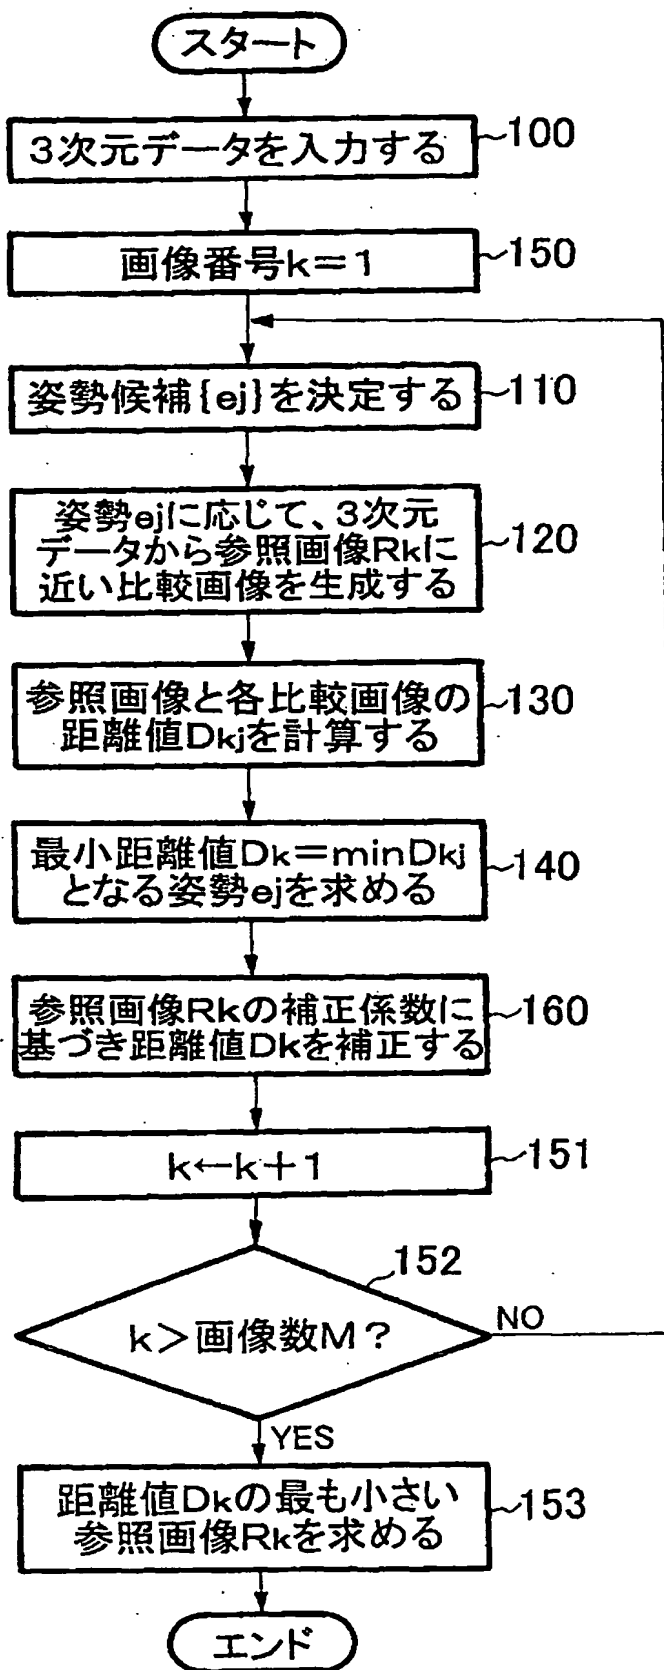 スタート
3次元データを入力する
100
画像番号k=1
150
姿勢候補{ej}を決定する
110
姿勢ejに応じて、3次元
データから参照画像Rkに
近い比較画像を生成する
120
参照画像と各比較画像の
距離値Dkjを計算する
130
最小距離値Dk=minDkj
となる姿勢ejを求める
140
参照画像Rkの補正係数に
基づき距離値Dkを補正する
160
k←k+1
151
152
k>画像数M?
NO
YES
距離値Dkの最も小さい
参照画像Rkを求める
153
エンド